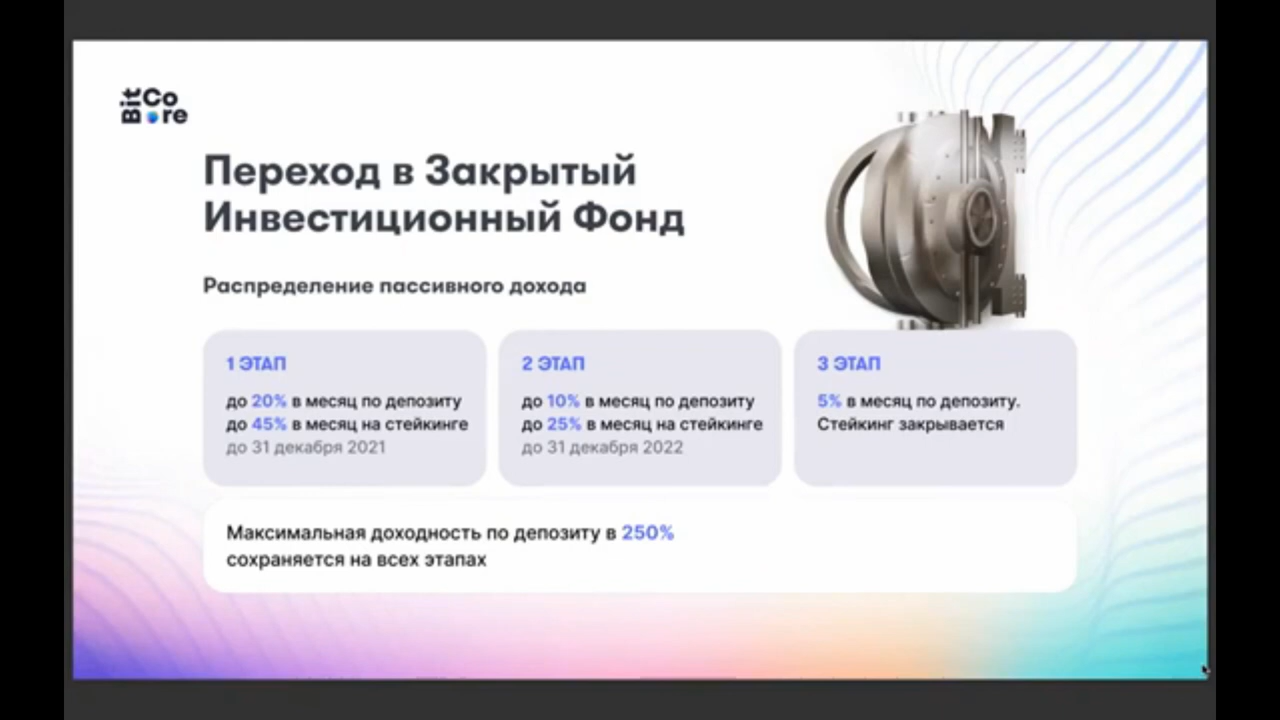 Bit Core
Переход в Закрытый
Инвестиционный Фонд
Распределение пассивного дохода
1 ЭТАП
до 20% в месяц по депозиту
до 45% в месяц на стейкинге
до 31 декабря 2021
2 ЭТАП
до 10% в месяц по депозиту
до 25% в месяц на стейкинге
до 31 декабря 2022
3 ЭТАП
5% в месяц по депозиту.
Стейкинг закрывается
Максимальная доходность по депозиту в 250%
сохраняется на всех этапах